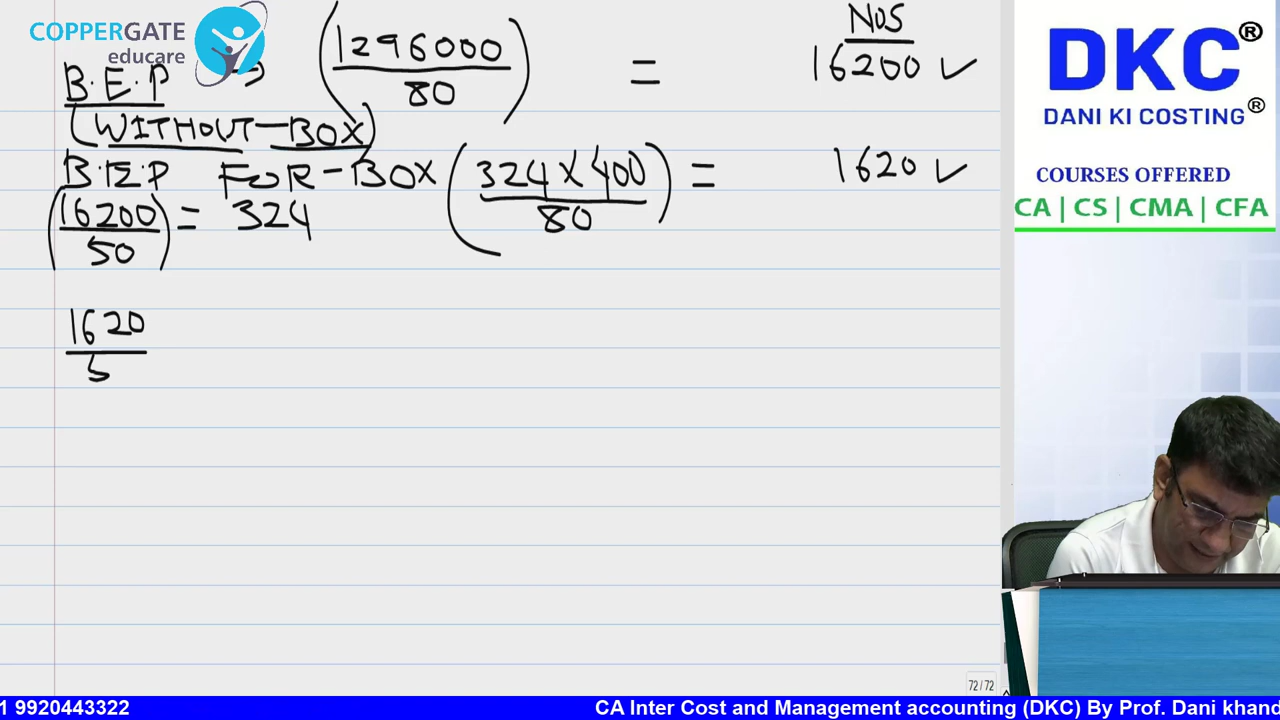 COPPERGATE
educare
B.E.P → (1296000/80) = NOS 16200 ✓
(WITHOUT-BOX)
B.E.P FOR-BOX (324 X 400/80) = 1620 ✓
(16200/50) = 324
1620/5
DKC®
DANI KI COSTING®
COURSES OFFERED
CA | CS | CMA | CFA
72/72
1 9920443322 CA Inter Cost and Management accounting (DKC) By Prof. Dani khand